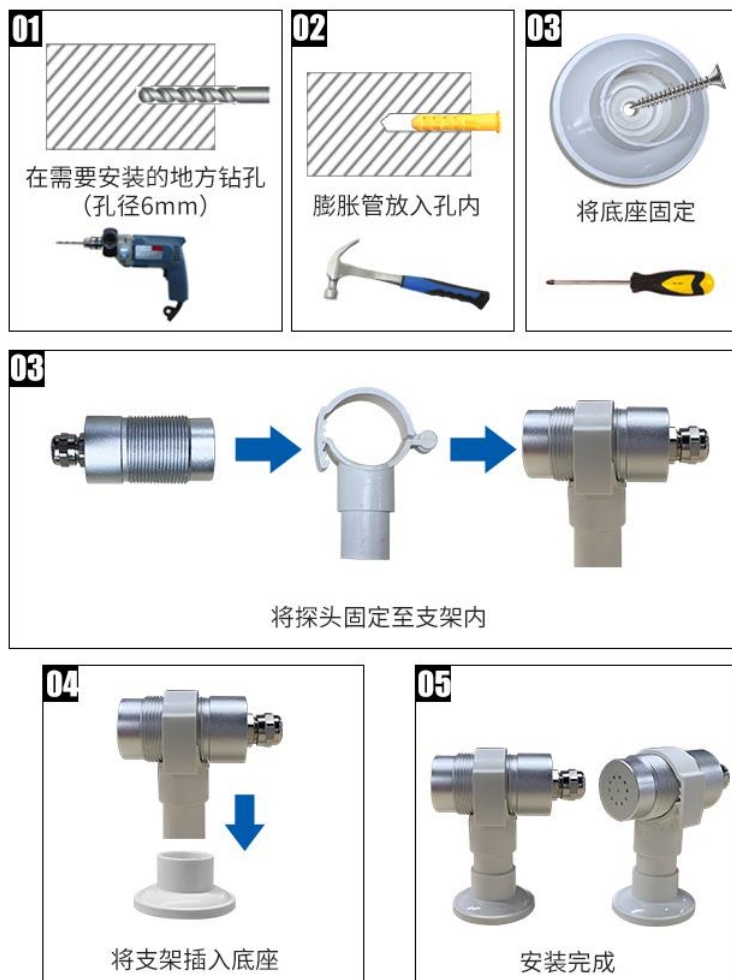 01
在需要安装的地方钻孔
（孔径6mm）
02
膨胀管放入孔内
03
将底座固定
03
将探头固定至支架内
04
将支架插入底座
05
安装完成